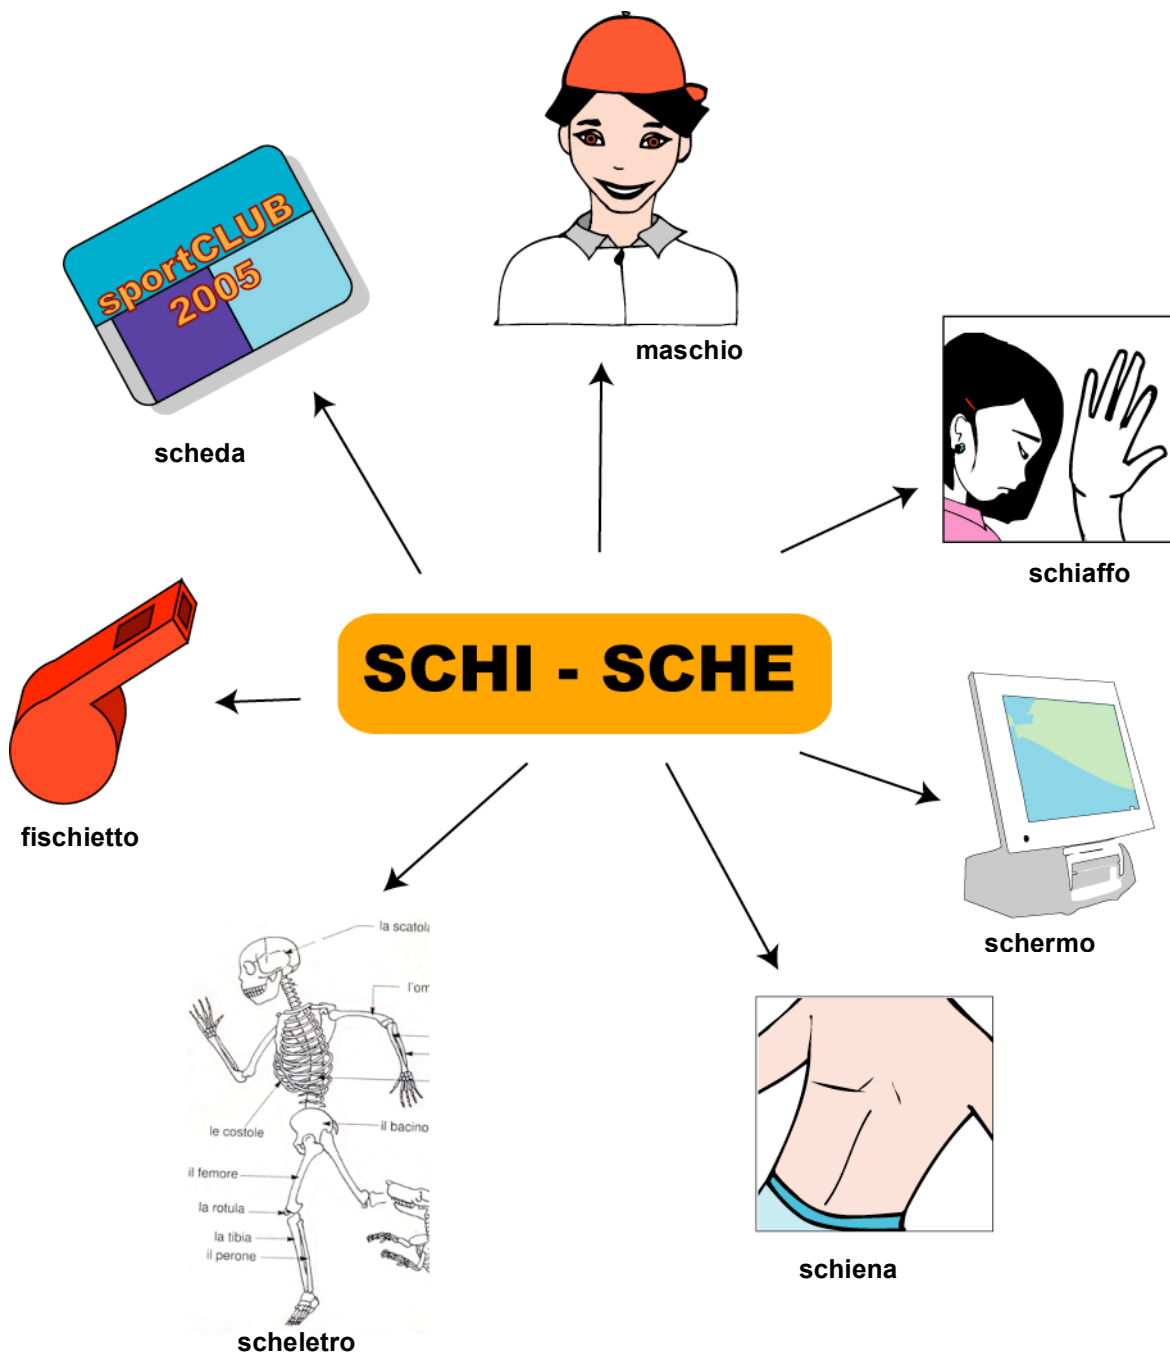 maschio
sportCLUB
2005
scheda
schiaffo
SCHI - SCHE
fischietto
schermo
la scatola
le costole
il bacino
il femore
la rotula
la tibia
il perone
scheletro
schiena